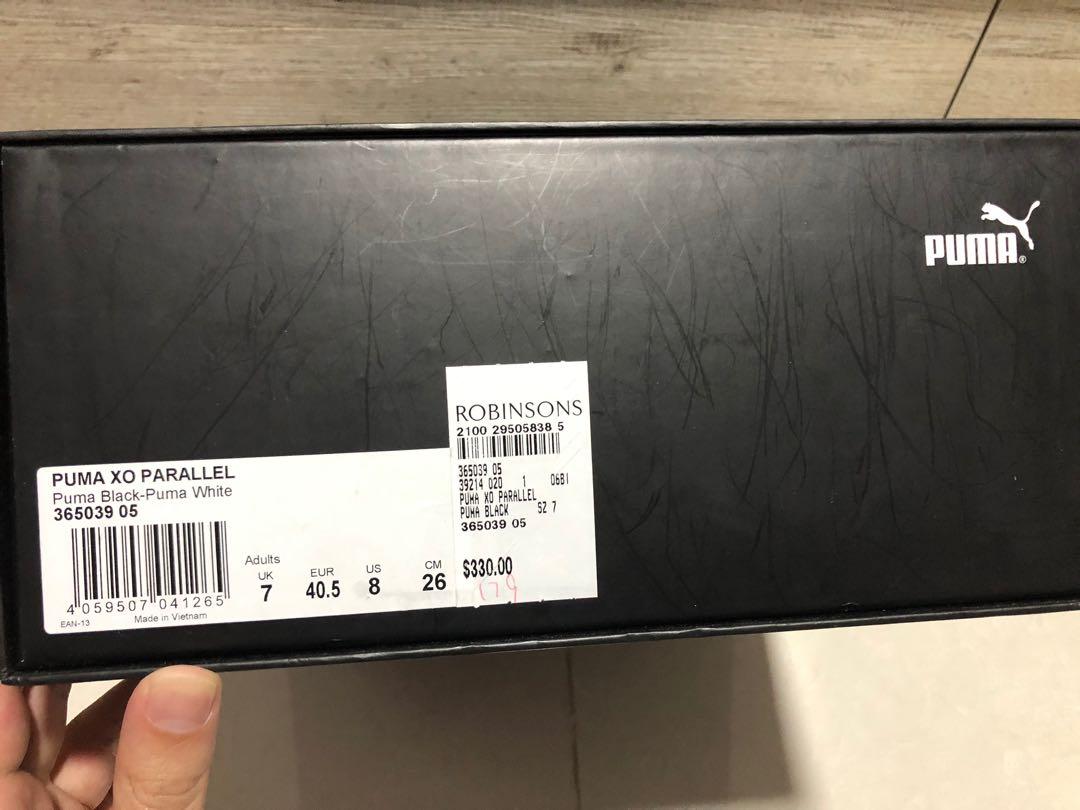 PUMA®
ROBINSONS
2100 29505838 5
365039 05
39214 020 1 06B1
PUMA XO PARALLEL
PUMA BLACK SZ 7
365039 05
$330.00
179
PUMA XO PARALLEL
Puma Black-Puma White
365039 05
4 059507 041265
EAN-13
Made in Vietnam
Adults
UK EUR US CM
7 40.5 8 26